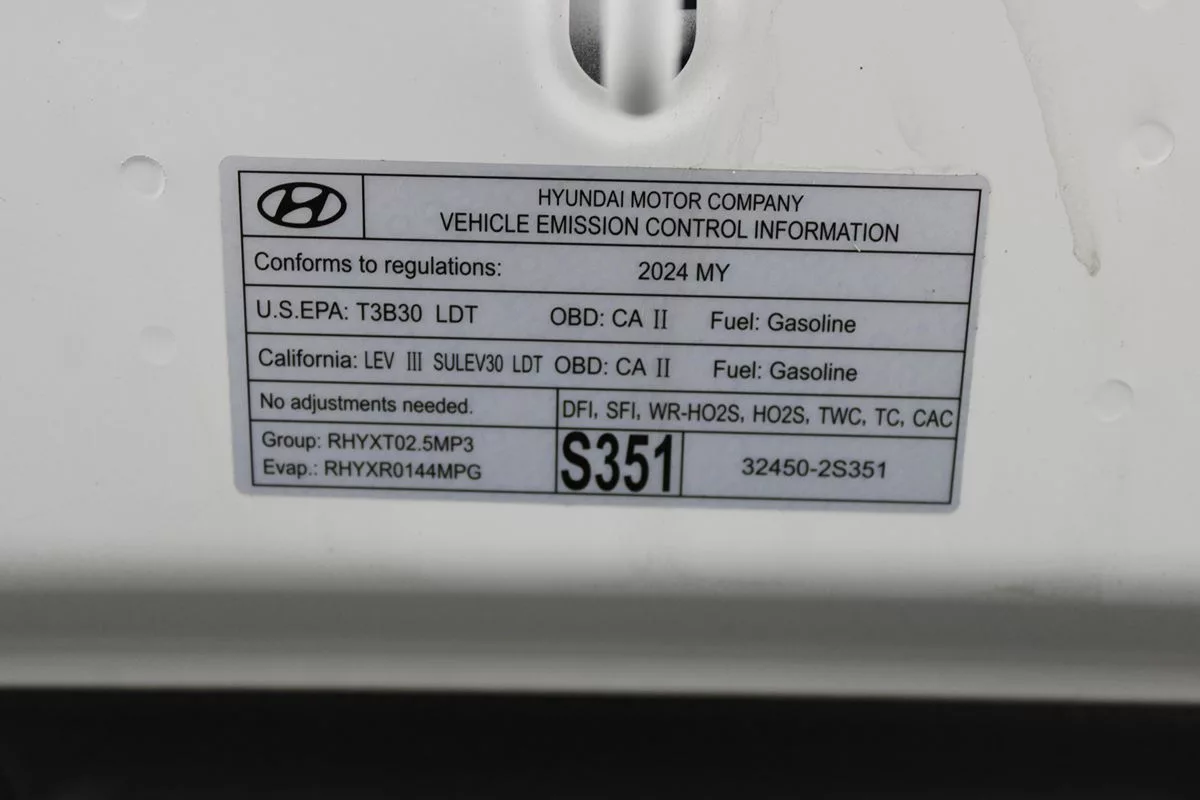 HYUNDAI MOTOR COMPANY
VEHICLE EMISSION CONTROL INFORMATION
Conforms to regulations: 2024 MY
U.S.EPA: T3B30 LDT OBD: CA II Fuel: Gasoline
California: LEV III SULEV30 LDT OBD: CA II Fuel: Gasoline
No adjustments needed. DFI, SFI, WR-HO2S, HO2S, TWC, TC, CAC
Group: RHYXT02.5MP3
Evap.: RHYXR0144MPG
S351
32450-2S351